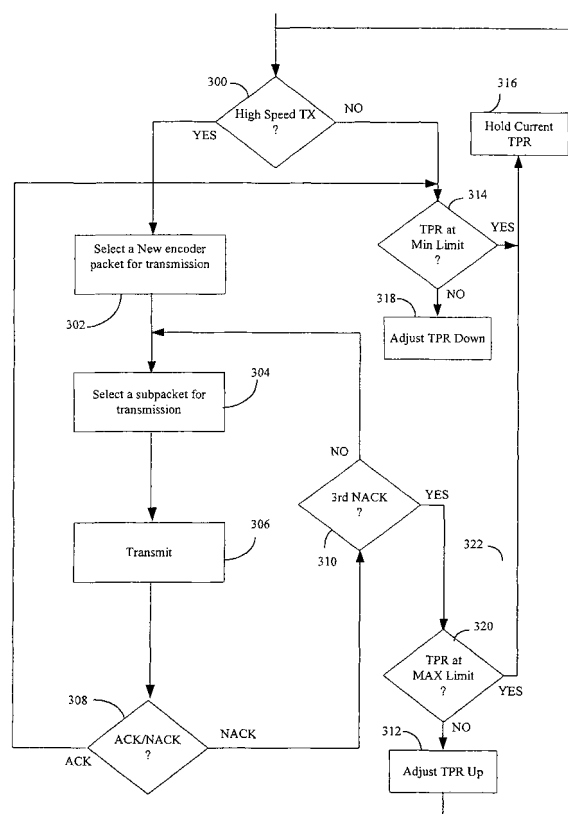 300
High Speed TX
?
YES
NO
316
Hold Current
TPR
314
TPR at
Min Limit
?
YES
NO
Select a New encoder
packet for transmission
302
318
Adjust TPR Down
304
Select a subpacket for
transmission
NO
3rd NACK
?
YES
310
306
Transmit
322
320
TPR at
MAX Limit
?
YES
NO
308
ACK/NACK
?
ACK
NACK
312
Adjust TPR Up